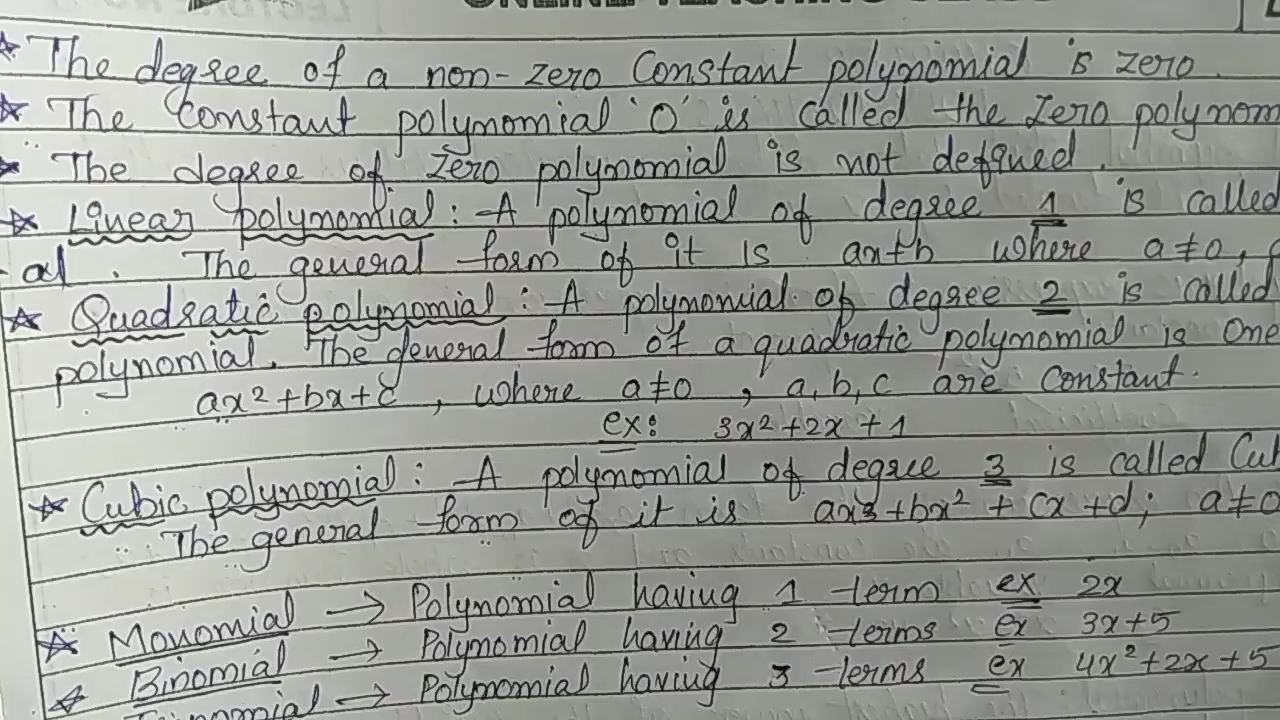 ★ The degree of a non-zero Constant polynomial is zero.
★ The Constant polynomial 'O' is called the Zero polynom
★ The degree of Zero polynomial is not defined.
★ Linear polynomial : - A polynomial of degree 1 is called
al . The general form of it is ax+b where a≠0,
★ Quadratic polynomial : - A polynomial of degree 2 is called
polynomial. The general form of a quadratic polynomial is One
ax²+bx+c , where a≠0 , a, b, c are constant.
ex: 3x²+2x+1
★ Cubic polynomial : - A polynomial of degree 3 is called Cub
The general form of it is ax3+bx²+cx+d; a≠0
★ Monomial → Polynomial having 1 term ex 2x
★ Binomial → Polynomial having 2 terms ex 3x+5
Trinomial → Polynomial having 3 terms ex 4x²+2x+5